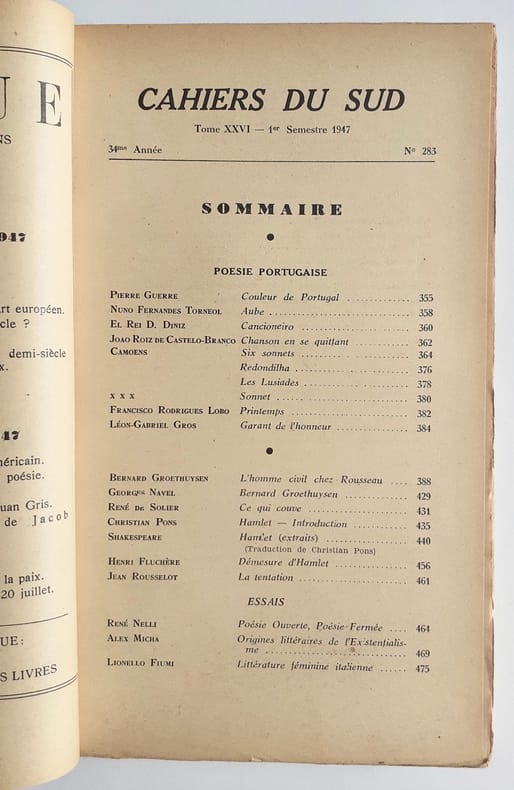 U E
NS
947
rt européen.
cle ?
demi-siècle
x.
47
éricain.
poésie.
uan Gris.
de Jacob
la paix.
20 juillet.
UE :
S LIVRES
CAHIERS DU SUD
Tome XXVI — 1er Semestre 1947
34me Année N° 283
SOMMAIRE
POESIE PORTUGAISE
PIERRE GUERRE Couleur de Portugal .............. 355
NUNO FERNANDES TORNEOL Aube .............. 358
EL REI D. DINIZ Cancioneiro .............. 360
JOAO ROIZ DE CASTELO-BRANCO Chanson en se quittant .............. 362
CAMOENS Six sonnets .............. 364
Redondilha .............. 376
Les Lusiades .............. 378
x x x Sonnet .............. 380
FRANCISCO RODRIGUES LOBO Printemps .............. 382
LÉON-GABRIEL GROS Garant de l'honneur .............. 384
BERNARD GROETHUYSEN L'homme civil chez Rousseau .... 388
GEORGES NAVEL Bernard Groethuysen .............. 429
RENÉ DE SOLIER Ce qui couve .............. 431
CHRISTIAN PONS Hamlet — Introduction .............. 435
SHAKESPEARE Hamlet (extraits) .............. 440
(Traduction de Christian Pons)
HENRI FLUCHÈRE Démesure d'Hamlet .............. 456
JEAN ROUSSELOT La tentation .............. 461
ESSAIS
RENÉ NELLI Poésie Ouverte, Poésie Fermée .... 464
ALEX MICHA Origines littéraires de l'Existentialis-
me .............. 469
LIONELLO FIUMI Littérature féminine italienne ...... 475